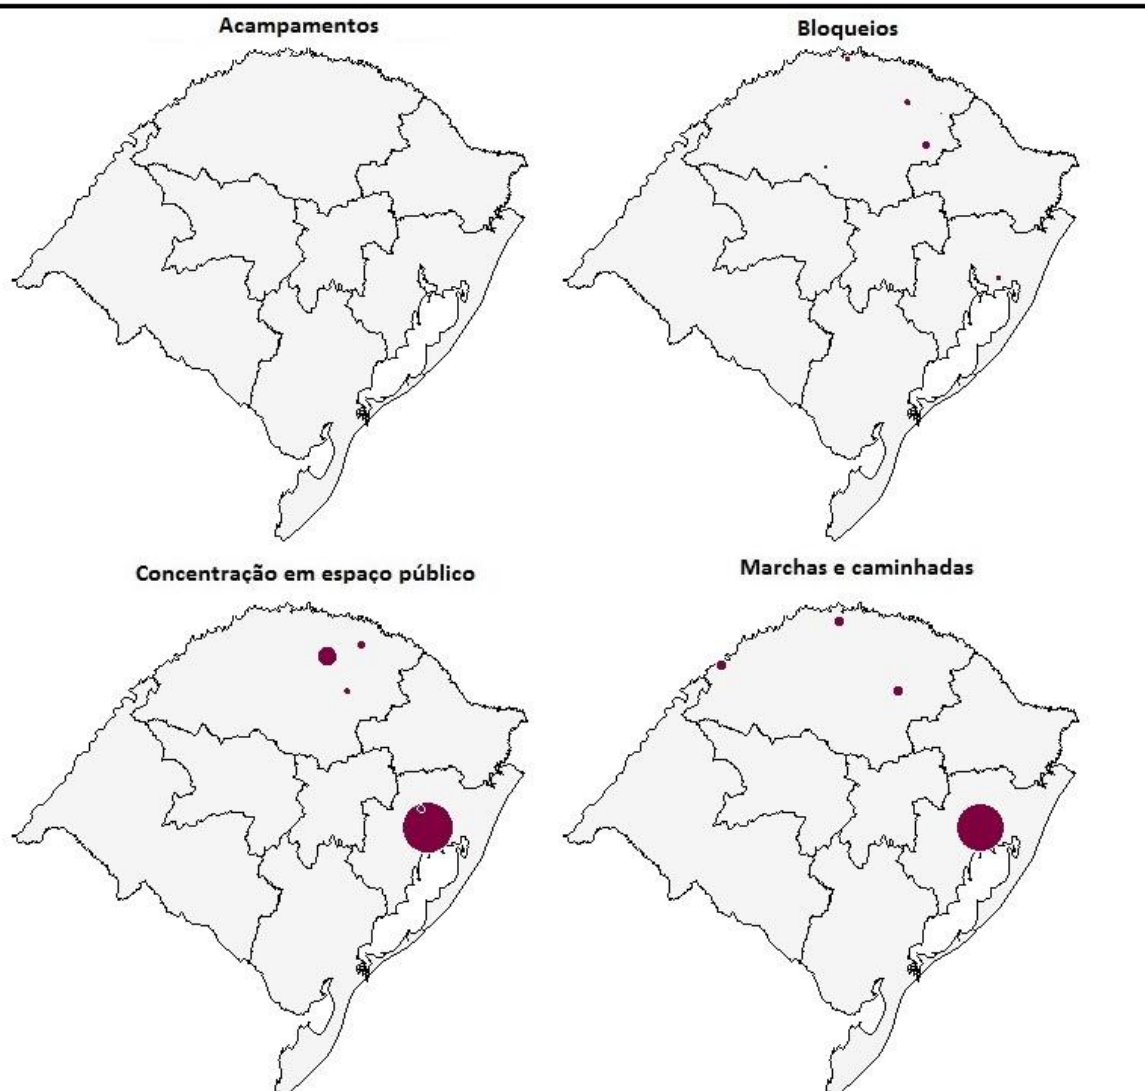 Acampamentos
Bloqueios
Concentração em espaço público
Marchas e caminhadas